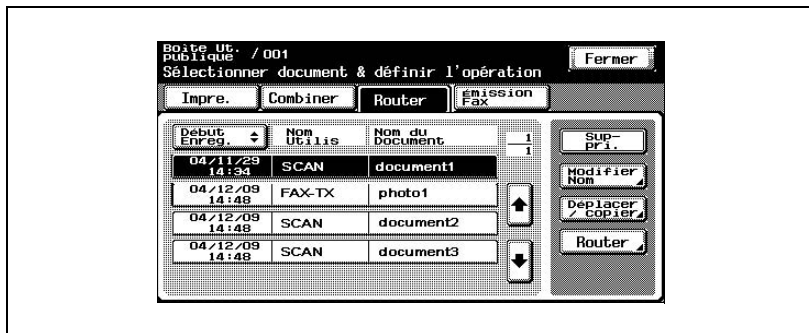 Boîte Ut.
publique / 001
Fermer
Sélectionner document & définir l'opération
Impre. Combiner Router Émission
Fax
Début
Enreg. Nom
Utilis Nom du
Document 1
1
Sup-
pri.
04/11/29
14:34 SCAN document1
Modifier
Nom
04/12/09
14:48 FAX-TX photo1
Déplacer
/ copier
04/12/09
14:48 SCAN document2
Router
04/12/09
14:48 SCAN document3